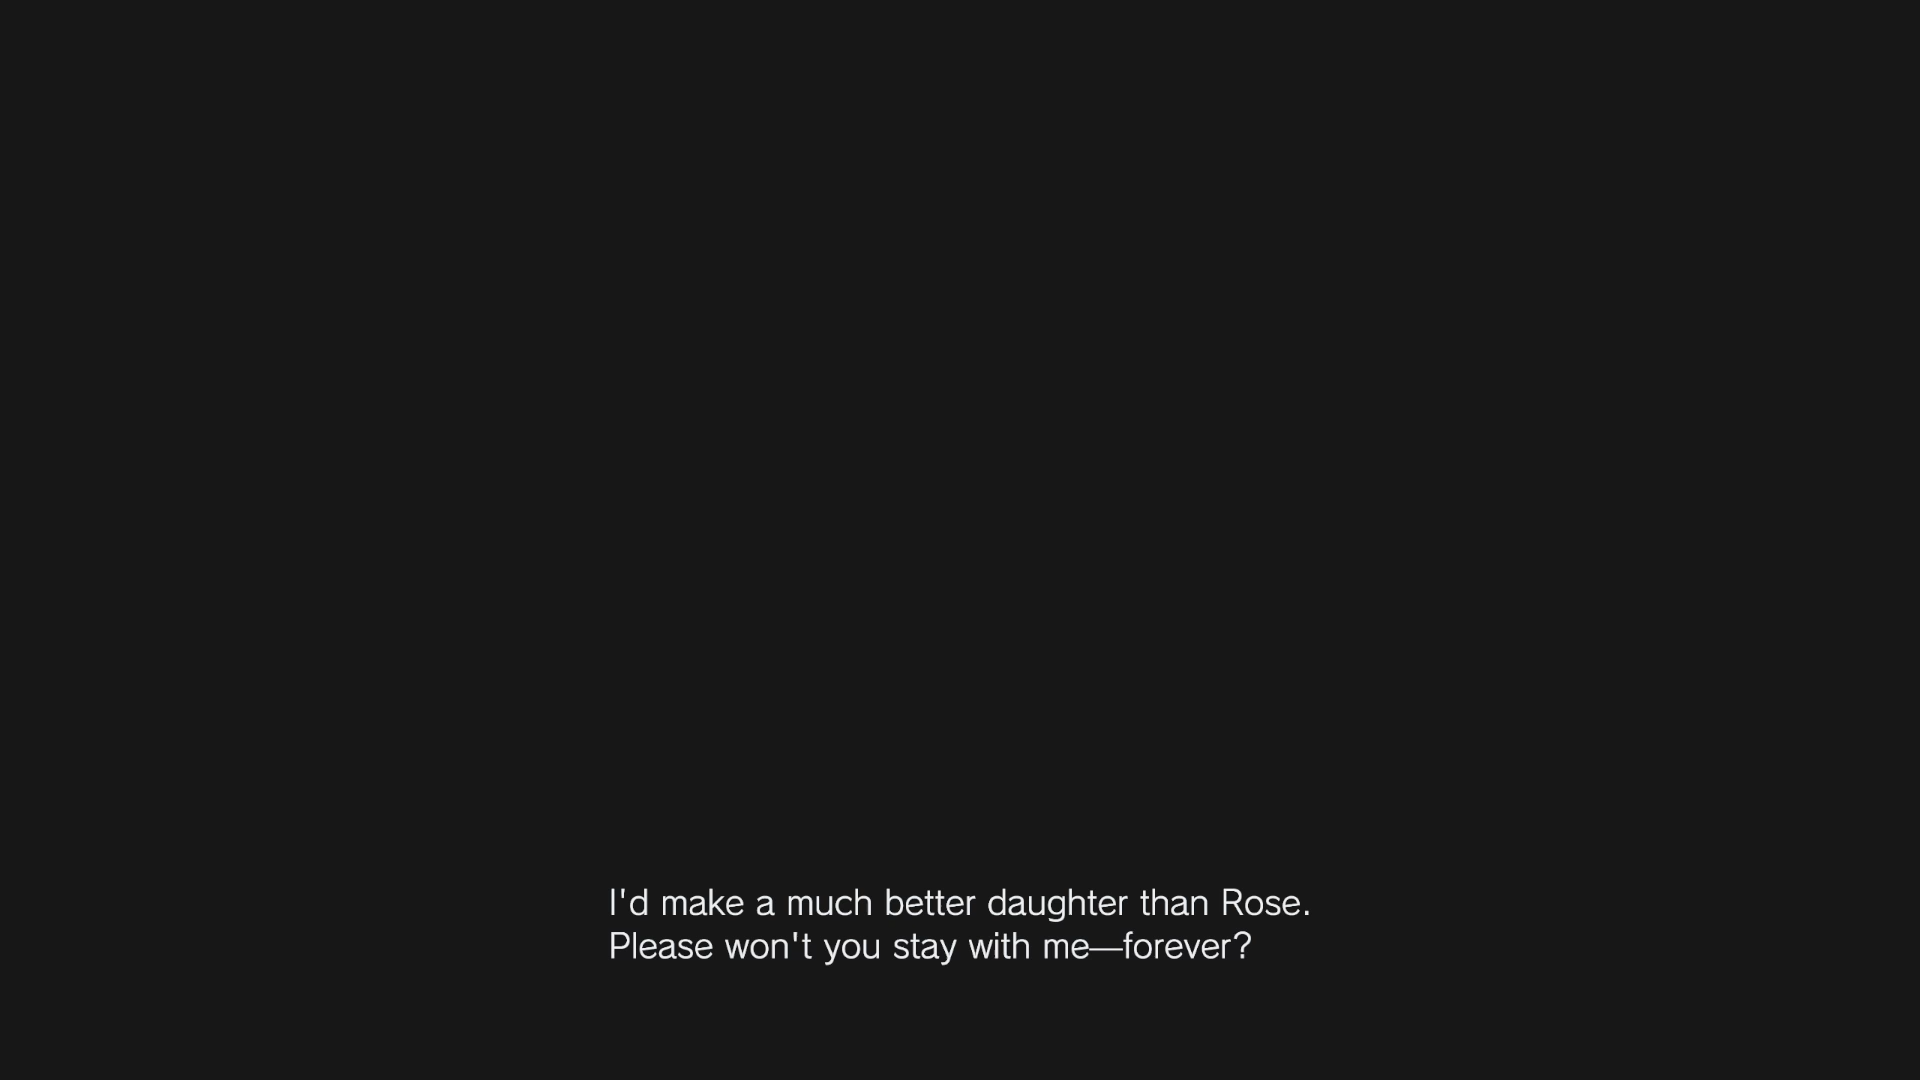 I'd make a much better daughter than Rose.
Please won't you stay with me—forever?